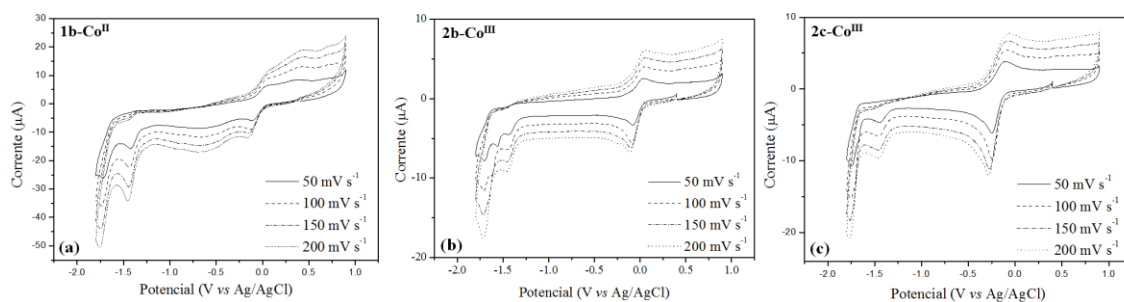 1b-Co^II
Corrente (µA)
30
20
10
0
-10
-20
-30
-40
-50
50 mV s^-1
100 mV s^-1
150 mV s^-1
200 mV s^-1
(a)
-2.0 -1.5 -1.0 -0.5 0.0 0.5 1.0
Potencial (V vs Ag/AgCl)
2b-Co^III
Corrente (µA)
10
0
-10
-20
50 mV s^-1
100 mV s^-1
150 mV s^-1
200 mV s^-1
(b)
-2.0 -1.5 -1.0 -0.5 0.0 0.5 1.0
Potencial (V vs Ag/AgCl)
2c-Co^III
Corrente (µA)
10
0
-10
-20
50 mV s^-1
100 mV s^-1
150 mV s^-1
200 mV s^-1
(c)
-2.0 -1.5 -1.0 -0.5 0.0 0.5 1.0
Potencial (V vs Ag/AgCl)